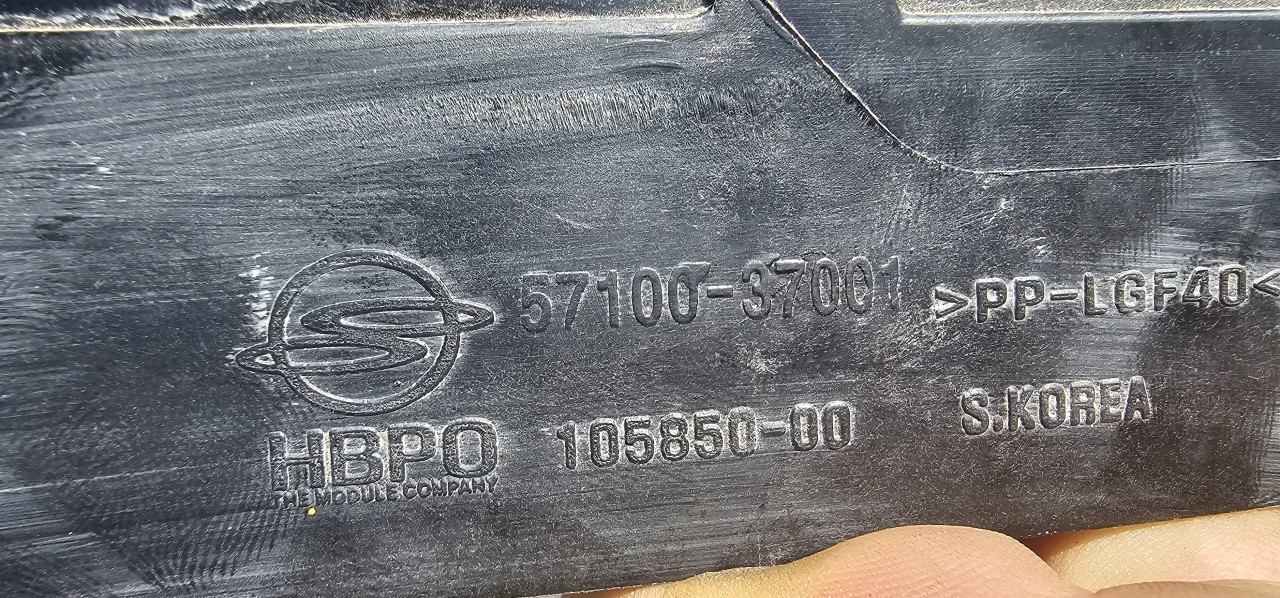 57100-37001 >PP-LGF40<
HBPO 105850-00 S.KOREA
THE MODULE COMPANY